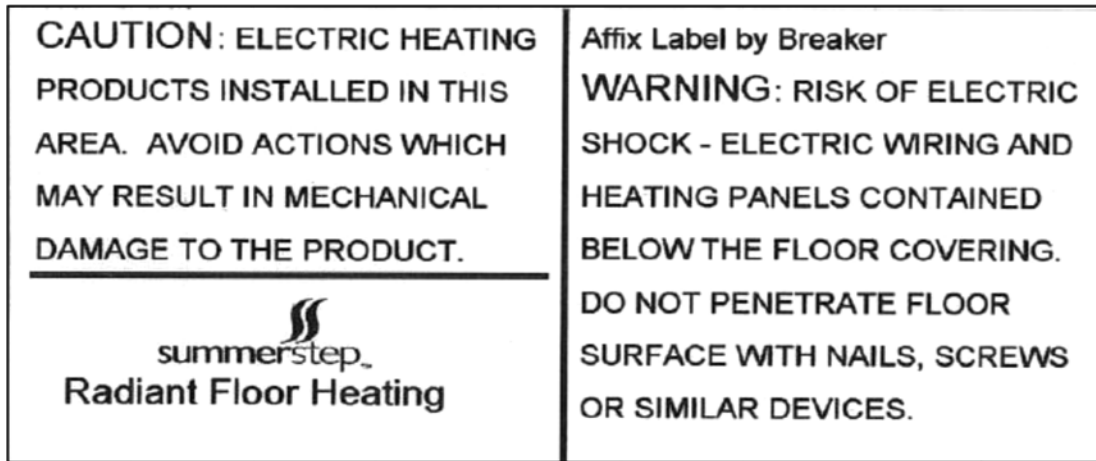 CAUTION: ELECTRIC HEATING
PRODUCTS INSTALLED IN THIS
AREA. AVOID ACTIONS WHICH
MAY RESULT IN MECHANICAL
DAMAGE TO THE PRODUCT.
summerstep™
Radiant Floor Heating
Affix Label by Breaker
WARNING: RISK OF ELECTRIC
SHOCK - ELECTRIC WIRING AND
HEATING PANELS CONTAINED
BELOW THE FLOOR COVERING.
DO NOT PENETRATE FLOOR
SURFACE WITH NAILS, SCREWS
OR SIMILAR DEVICES.